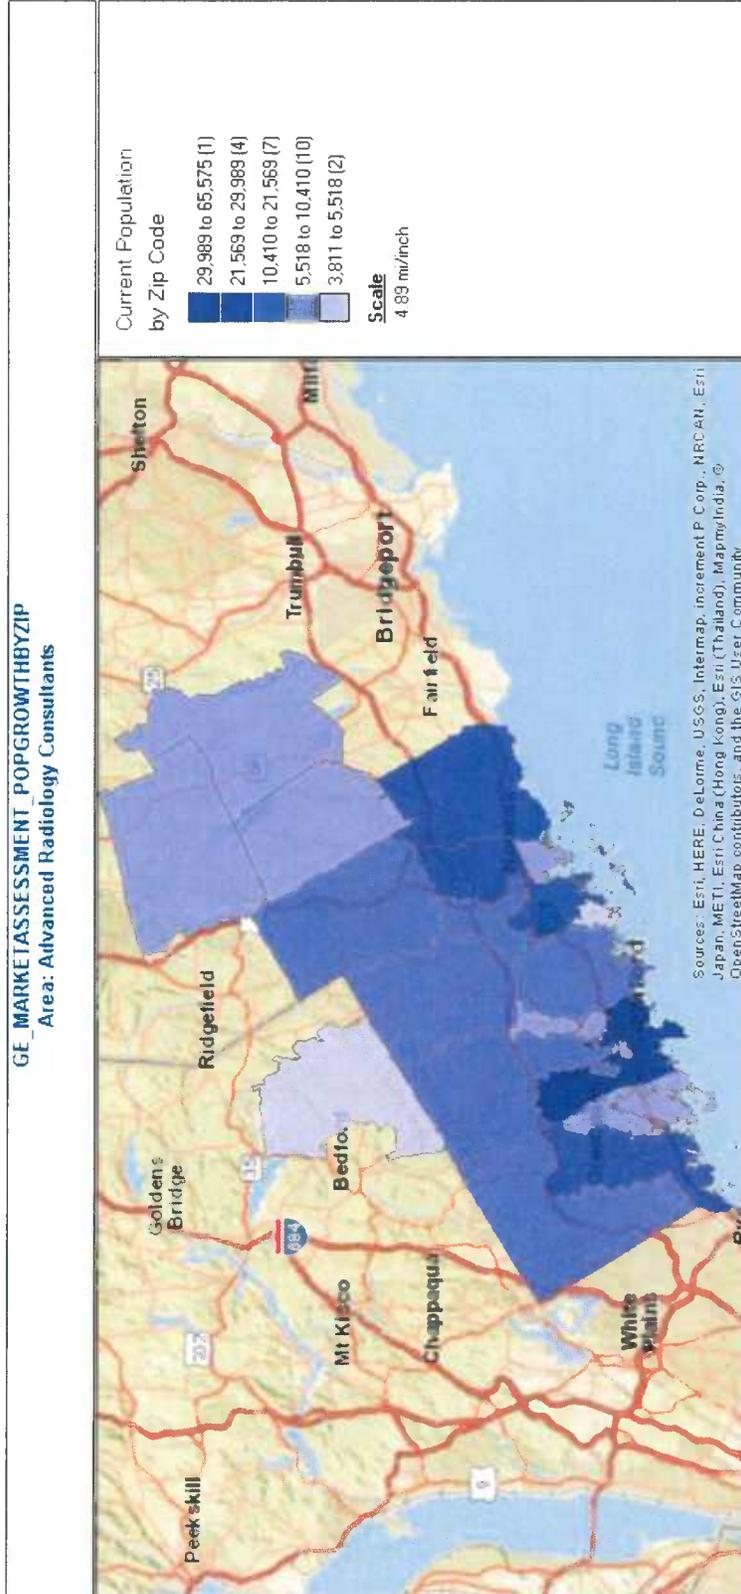 GE_MARKETASSESSMENT_POPGROWTHBYZIP
Area: Advanced Radiology Consultants
Current Population
by Zip Code
29,989 to 65,575 (1)
21,569 to 29,989 (4)
10,410 to 21,569 (7)
5,518 to 10,410 (10)
3,811 to 5,518 (2)
Scale
4.89 mi/inch
Peekskill
Goldens
Bridge
Ridgefield
Shelton
Trumbull
Bridgeport
Fairfield
684
Mt Kisco
Chappaqua
White
Plains
9
Long
Island
Sound
Sources: Esri, HERE, DeLorme, USGS, Intermap, increment P Corp., NRCAN, Esri
Japan, METI, Esri China (Hong Kong), Esri (Thailand), MapmyIndia, ©
OpenStreetMap contributors, and the GIS User Community